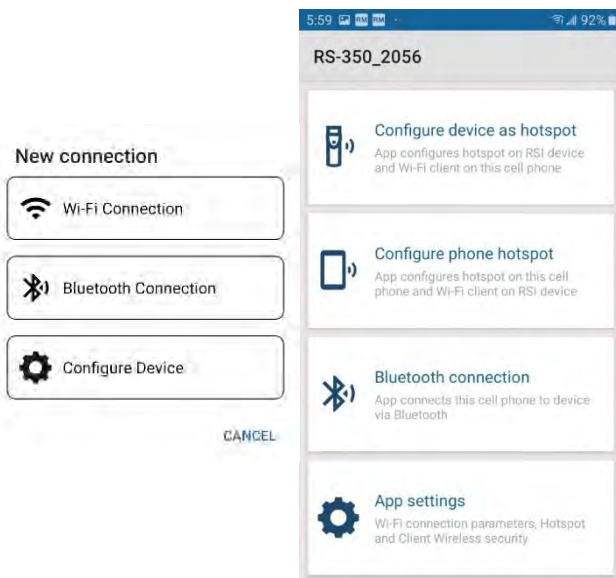 New connection
Wi-Fi Connection
Bluetooth Connection
Configure Device
CANCEL
5:59 RM RM 92%
RS-350_2056
Configure device as hotspot
App configures hotspot on RSI device
and Wi-Fi client on this cell phone
Configure phone hotspot
App configures hotspot on this cell
phone and Wi-Fi client on RSI device
Bluetooth connection
App connects this cell phone to device
via Bluetooth
App settings
Wi-Fi connection parameters, Hotspot
and Client Wireless security